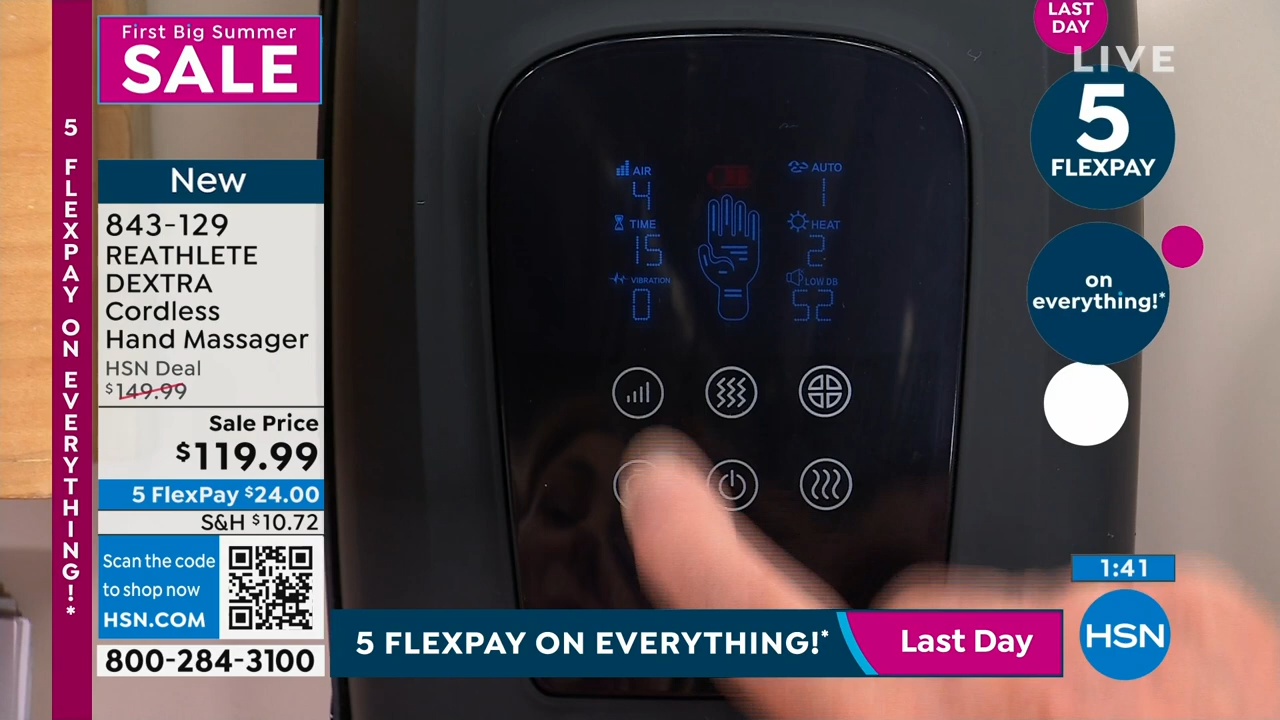 First Big Summer
SALE
5 FLEXPAY ON EVERYTHING!*
New
843-129
REATHLETE
DEXTRA
Cordless
Hand Massager
HSN Deal
$149.99
Sale Price
$119.99
5 FlexPay $24.00
S&H $10.72
Scan the code
to shop now
HSN.COM
800-284-3100
AIR
4
TIME
15
VIBRATION
0
AUTO
1
HEAT
2
LOW DB
52
LAST
DAY
LIVE
5
FLEXPAY
on
everything!*
1:41
HSN
5 FLEXPAY ON EVERYTHING!*
Last Day